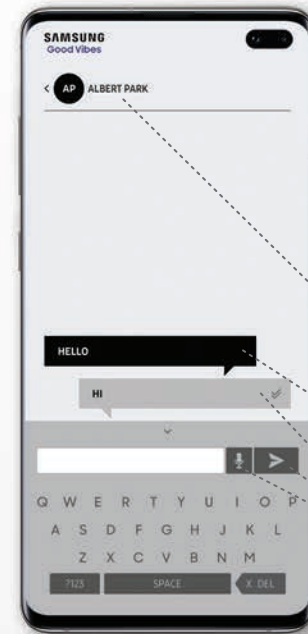 SAMSUNG
Good Vibes
< AP ALBERT PARK
HELLO
HI
Q W E R T Y U I O P
A S D F G H J K L
Z X C V B N M
?123 SPACE X DEL